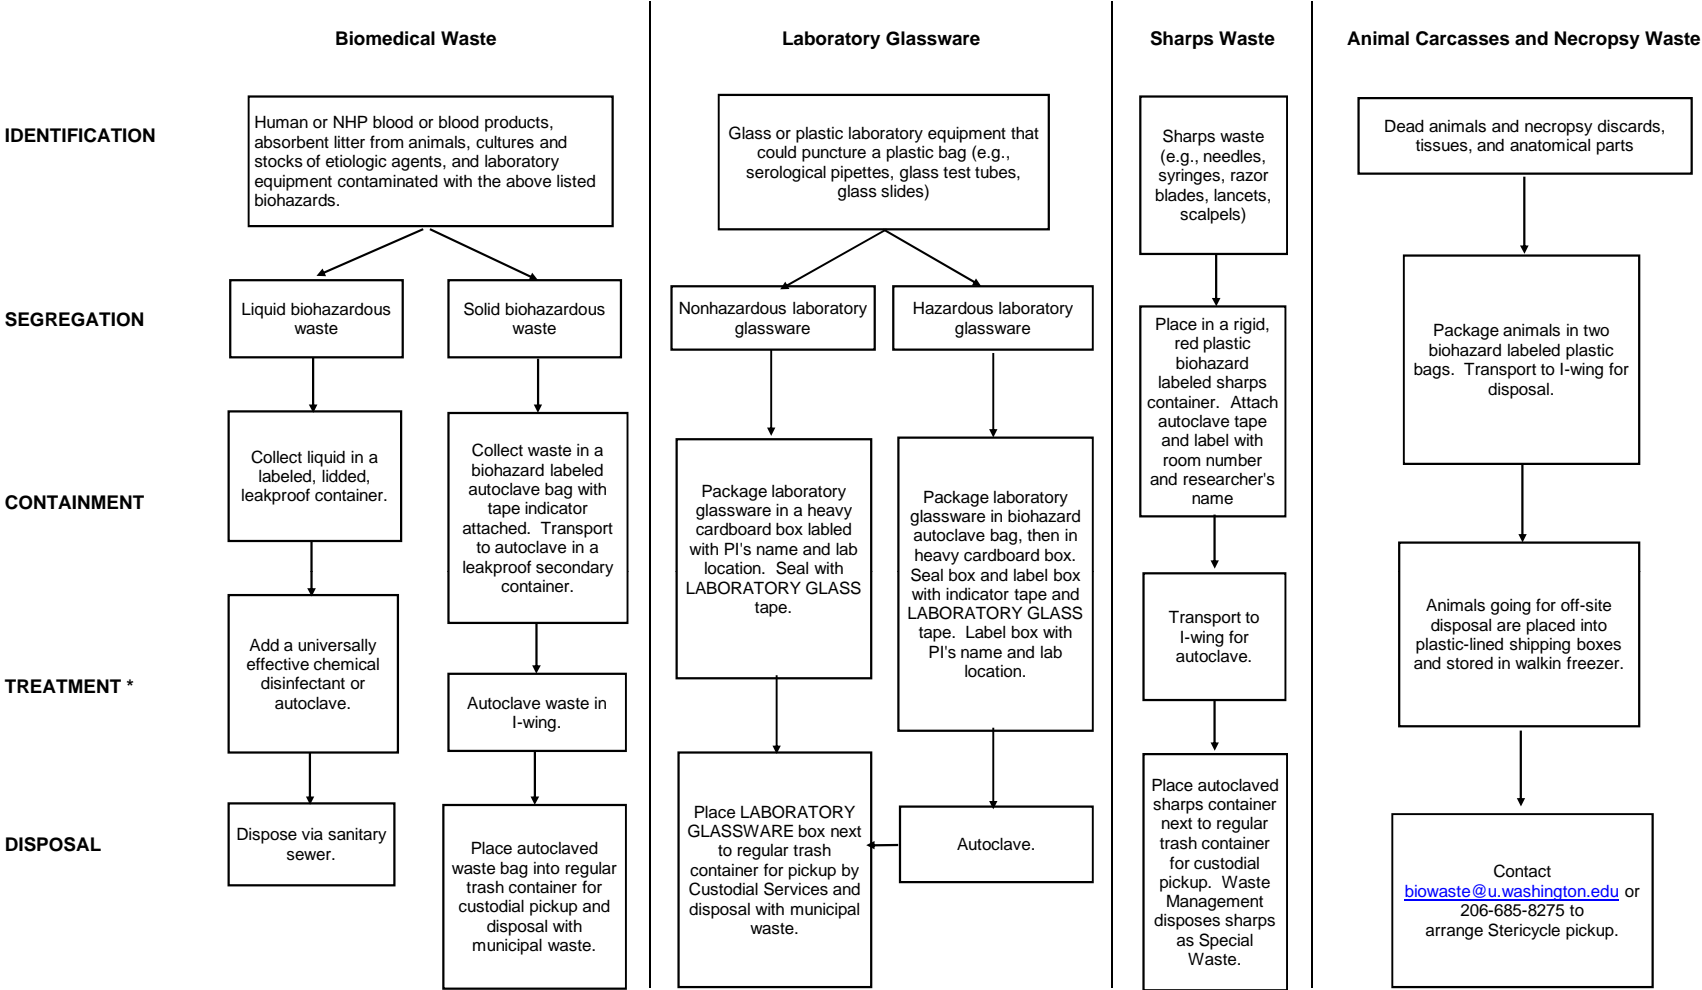 Biomedical Waste
Laboratory Glassware
Sharps Waste
Animal Carcasses and Necropsy Waste
IDENTIFICATION
Human or NHP blood or blood products,
absorbent litter from animals, cultures and
stocks of etiologic agents, and laboratory
equipment contaminated with the above listed
biohazards.
Glass or plastic laboratory equipment that
could puncture a plastic bag (e.g.,
serological pipettes, glass test tubes,
glass slides)
Sharps waste
(e.g., needles,
syringes, razor
blades, lancets,
scalpels)
Dead animals and necropsy discards,
tissues, and anatomical parts
SEGREGATION
Liquid biohazardous
waste
Solid biohazardous
waste
Nonhazardous laboratory
glassware
Hazardous laboratory
glassware
Place in a rigid,
red plastic
biohazard
labeled sharps
container. Attach
autoclave tape
and label with
room number
and researcher's
name
Package animals in two
biohazard labeled plastic
bags. Transport to I-wing for
disposal.
CONTAINMENT
Collect liquid in a
labeled, lidded,
leakproof container.
Collect waste in a
biohazard labeled
autoclave bag with
tape indicator
attached. Transport
to autoclave in a
leakproof secondary
container.
Package laboratory
glassware in a heavy
cardboard box labled
with PI's name and lab
location. Seal with
LABORATORY GLASS
tape.
Package laboratory
glassware in biohazard
autoclave bag, then in
heavy cardboard box.
Seal box and label box
with indicator tape and
LABORATORY GLASS
tape. Label box with
PI's name and lab
location.
TREATMENT *
Add a universally
effective chemical
disinfectant or
autoclave.
Autoclave waste in
I-wing.
Transport to
I-wing for
autoclave.
Animals going for off-site
disposal are placed into
plastic-lined shipping boxes
and stored in walkin freezer.
DISPOSAL
Dispose via sanitary
sewer.
Place autoclaved
waste bag into regular
trash container for
custodial pickup and
disposal with
municipal waste.
Place LABORATORY
GLASSWARE box next
to regular trash
container for pickup by
Custodial Services and
disposal with municipal
waste.
Autoclave.
Place autoclaved
sharps container
next to regular
trash container
for custodial
pickup. Waste
Management
disposes sharps
as Special
Waste.
Contact
biowaste@u.washington.edu or
206-685-8275 to
arrange Stericycle pickup.